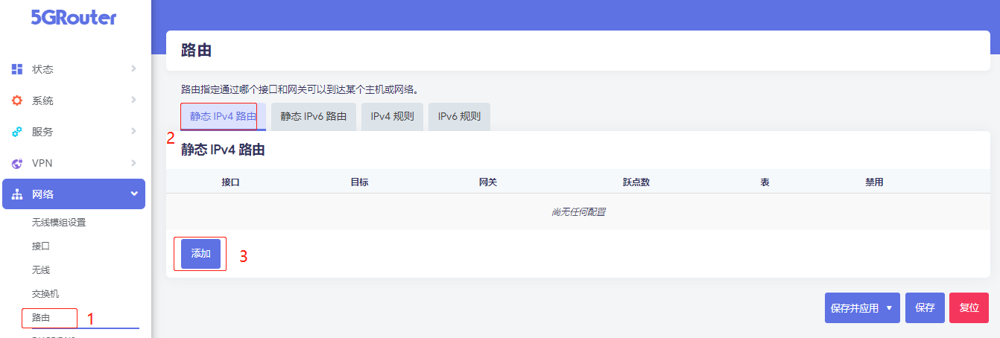 5GRouter
状态
系统
服务
VPN
网络
无线模组设置
接口
无线
交换机
路由
1
路由
路由指定通过哪个接口和网关可以到达某个主机或网络。
静态 IPv4 路由 静态 IPv6 路由 IPv4 规则 IPv6 规则
2
静态 IPv4 路由
接口 目标 网关 跃点数 表 禁用
尚无任何配置
添加
3
保存并应用 保存 复位